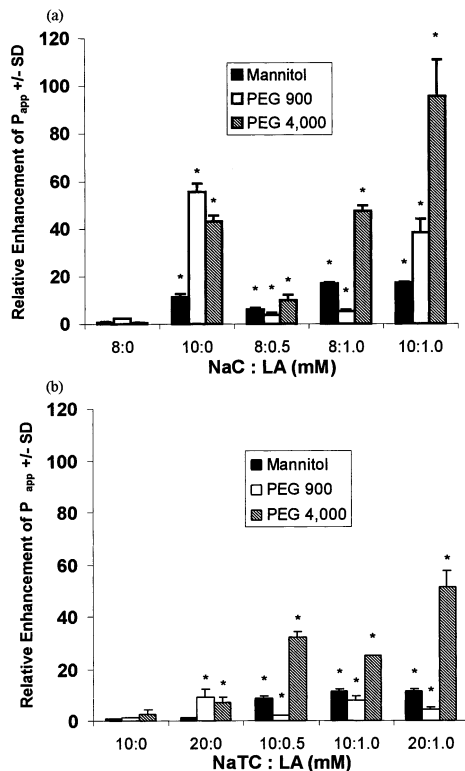 (a)
Relative Enhancement of Papp +/- SD
120
100
80
60
40
20
0
Mannitol
PEG 900
PEG 4,000
* * * * * * * * * * * *
8:0 10:0 8:0.5 8:1.0 10:1.0
NaC : LA (mM)
(b)
Relative Enhancement of P app +/- SD
120
100
80
60
40
20
0
Mannitol
PEG 900
PEG 4,000
* * * * * * * * * * *
10:0 20:0 10:0.5 10:1.0 20:1.0
NaTC : LA (mM)